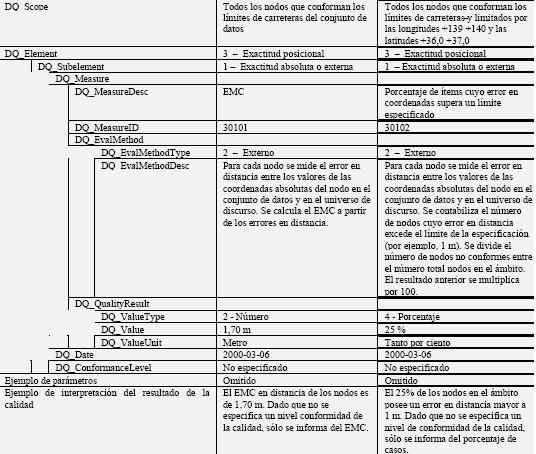 DQ_Scope
Todos los nodos que conforman los
límites de carreteras del conjunto de
datos
Todos los nodos que conforman los
límites de carreteras y limitados por
las longitudes +139 +140 y las
latitudes +36,0 +37,0
DQ_Element
3 – Exactitud posicional
3 – Exactitud posicional
DQ_Subelement
1 – Exactitud absoluta o externa
1 – Exactitud absoluta o externa
DQ_Measure
DQ_MeasureDesc
EMC
Porcentaje de ítems cuyo error en
coordenadas supera un límite
especificado
DQ_MeasureID
30101
30102
DQ_EvalMethod
DQ_EvalMethodType
2 – Externo
2 – Externo
DQ_EvalMethodDesc
Para cada nodo se mide el error en
distancia entre los valores de las
coordenadas absolutas del nodo en el
conjunto de datos y en el universo de
discurso. Se calcula el EMC a partir
de los errores en distancia.
Para cada nodo se mide el error en
distancia entre los valores de las
coordenadas absolutas del nodo en el
conjunto de datos y en el universo de
discurso. Se contabiliza el número
de nodos cuyo error en distancia
excede el límite de la especificación
(por ejemplo, 1 m). Se divide el
número de nodos no conformes entre
el número total nodos en el ámbito.
El resultado anterior se multiplica
por 100.
DQ_QualityResult
DQ_ValueType
2 - Número
4 - Porcentaje
DQ_Value
1,70 m
25 %
DQ_ValueUnit
Metro
Tanto por ciento
DQ_Date
2000-03-06
2000-03-06
DQ_ConformanceLevel
No especificado
No especificado
Ejemplo de parámetros
Omitido
Omitido
Ejemplo de interpretación del resultado de la
calidad
El EMC en distancia de los nodos es
de 1,70 m. Dado que no se
especifica un nivel conformidad de
la calidad, sólo se informa del EMC.
El 25% de los nodos en el ámbito
posee un error en distancia mayor a
1 m. Dado que no se especifica un
nivel de conformidad de la calidad,
sólo se informa del porcentaje de
casos.